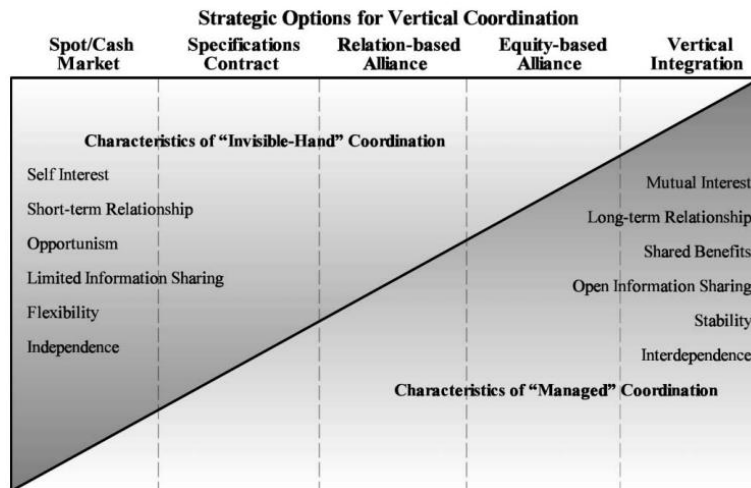 Strategic Options for Vertical Coordination
Spot/Cash Market
Specifications Contract
Relation-based Alliance
Equity-based Alliance
Vertical Integration
Characteristics of “Invisible-Hand” Coordination
Self Interest
Short-term Relationship
Opportunism
Limited Information Sharing
Flexibility
Independence
Mutual Interest
Long-term Relationship
Shared Benefits
Open Information Sharing
Stability
Interdependence
Characteristics of “Managed” Coordination